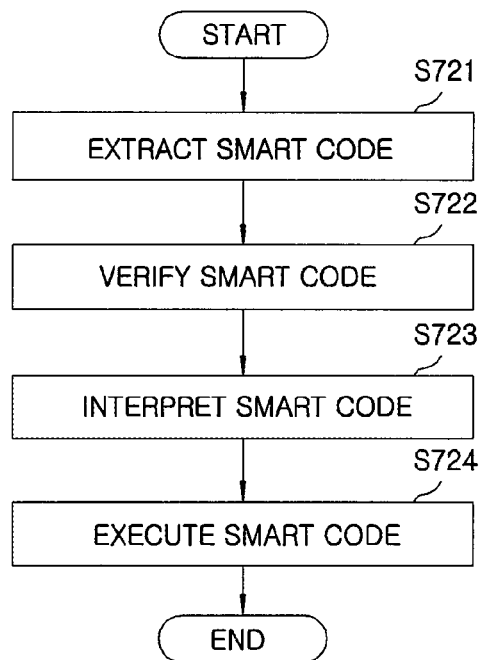 START
S721
EXTRACT SMART CODE
S722
VERIFY SMART CODE
S723
INTERPRET SMART CODE
S724
EXECUTE SMART CODE
END